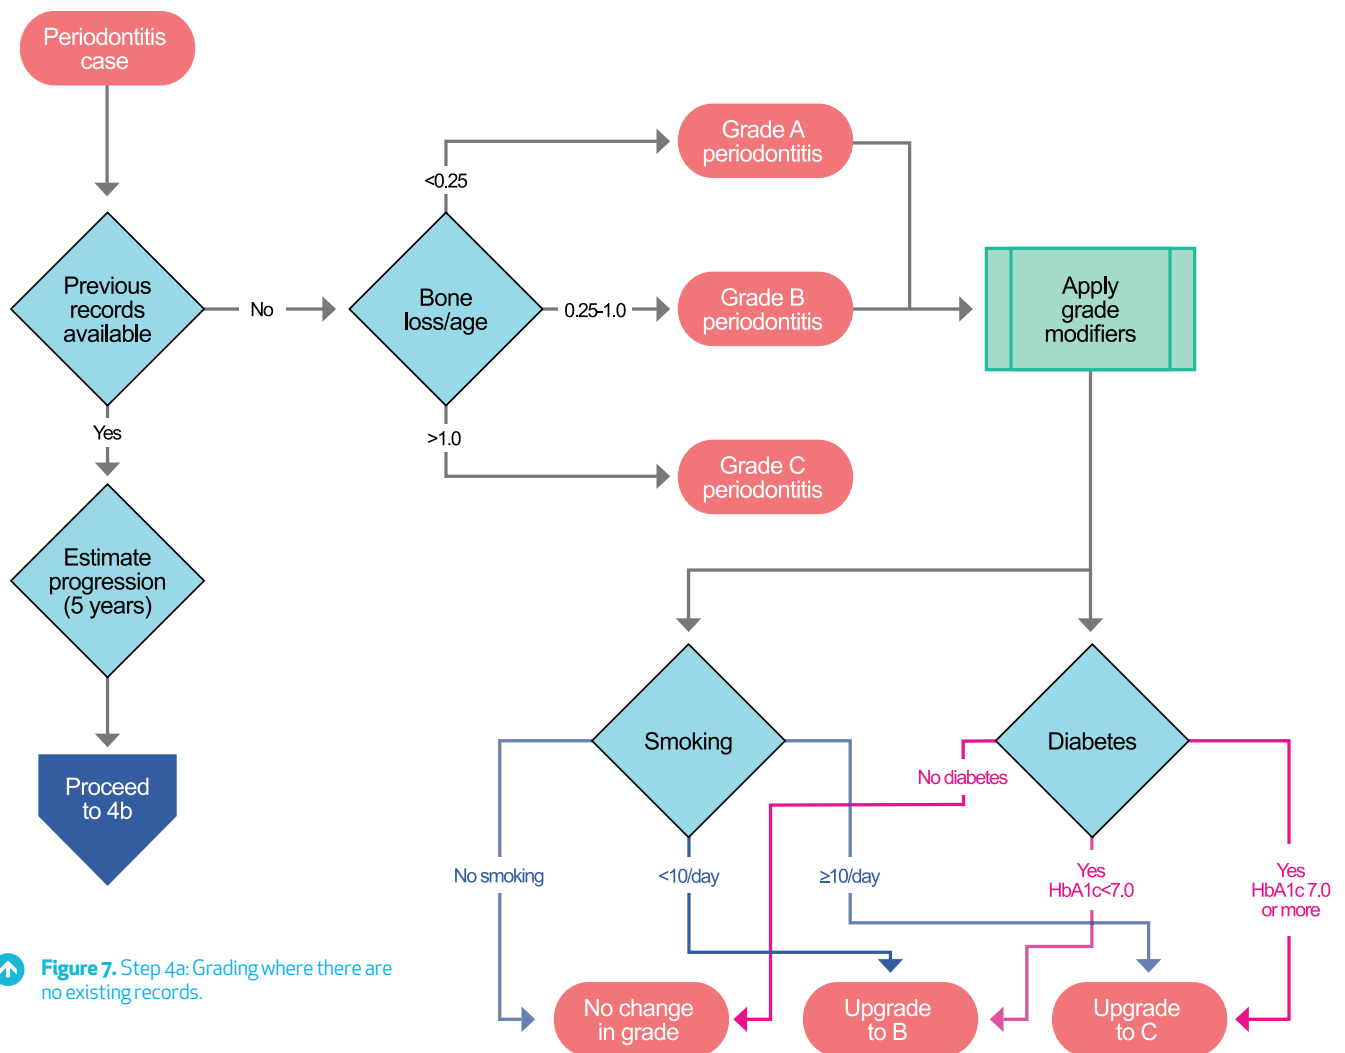 Periodontitis
case
Previous
records
available
No
Yes
Estimate
progression
(5 years)
Proceed
to 4b
Bone
loss/age
<0.25
0.25-1.0
>1.0
Grade A
periodontitis
Grade B
periodontitis
Grade C
periodontitis
Apply
grade
modifiers
Smoking
Diabetes
No smoking
<10/day
≥10/day
No diabetes
Yes
HbA1c<7.0
Yes
HbA1c 7.0
or more
No change
in grade
Upgrade
to B
Upgrade
to C
Figure 7. Step 4a: Grading where there are
no existing records.